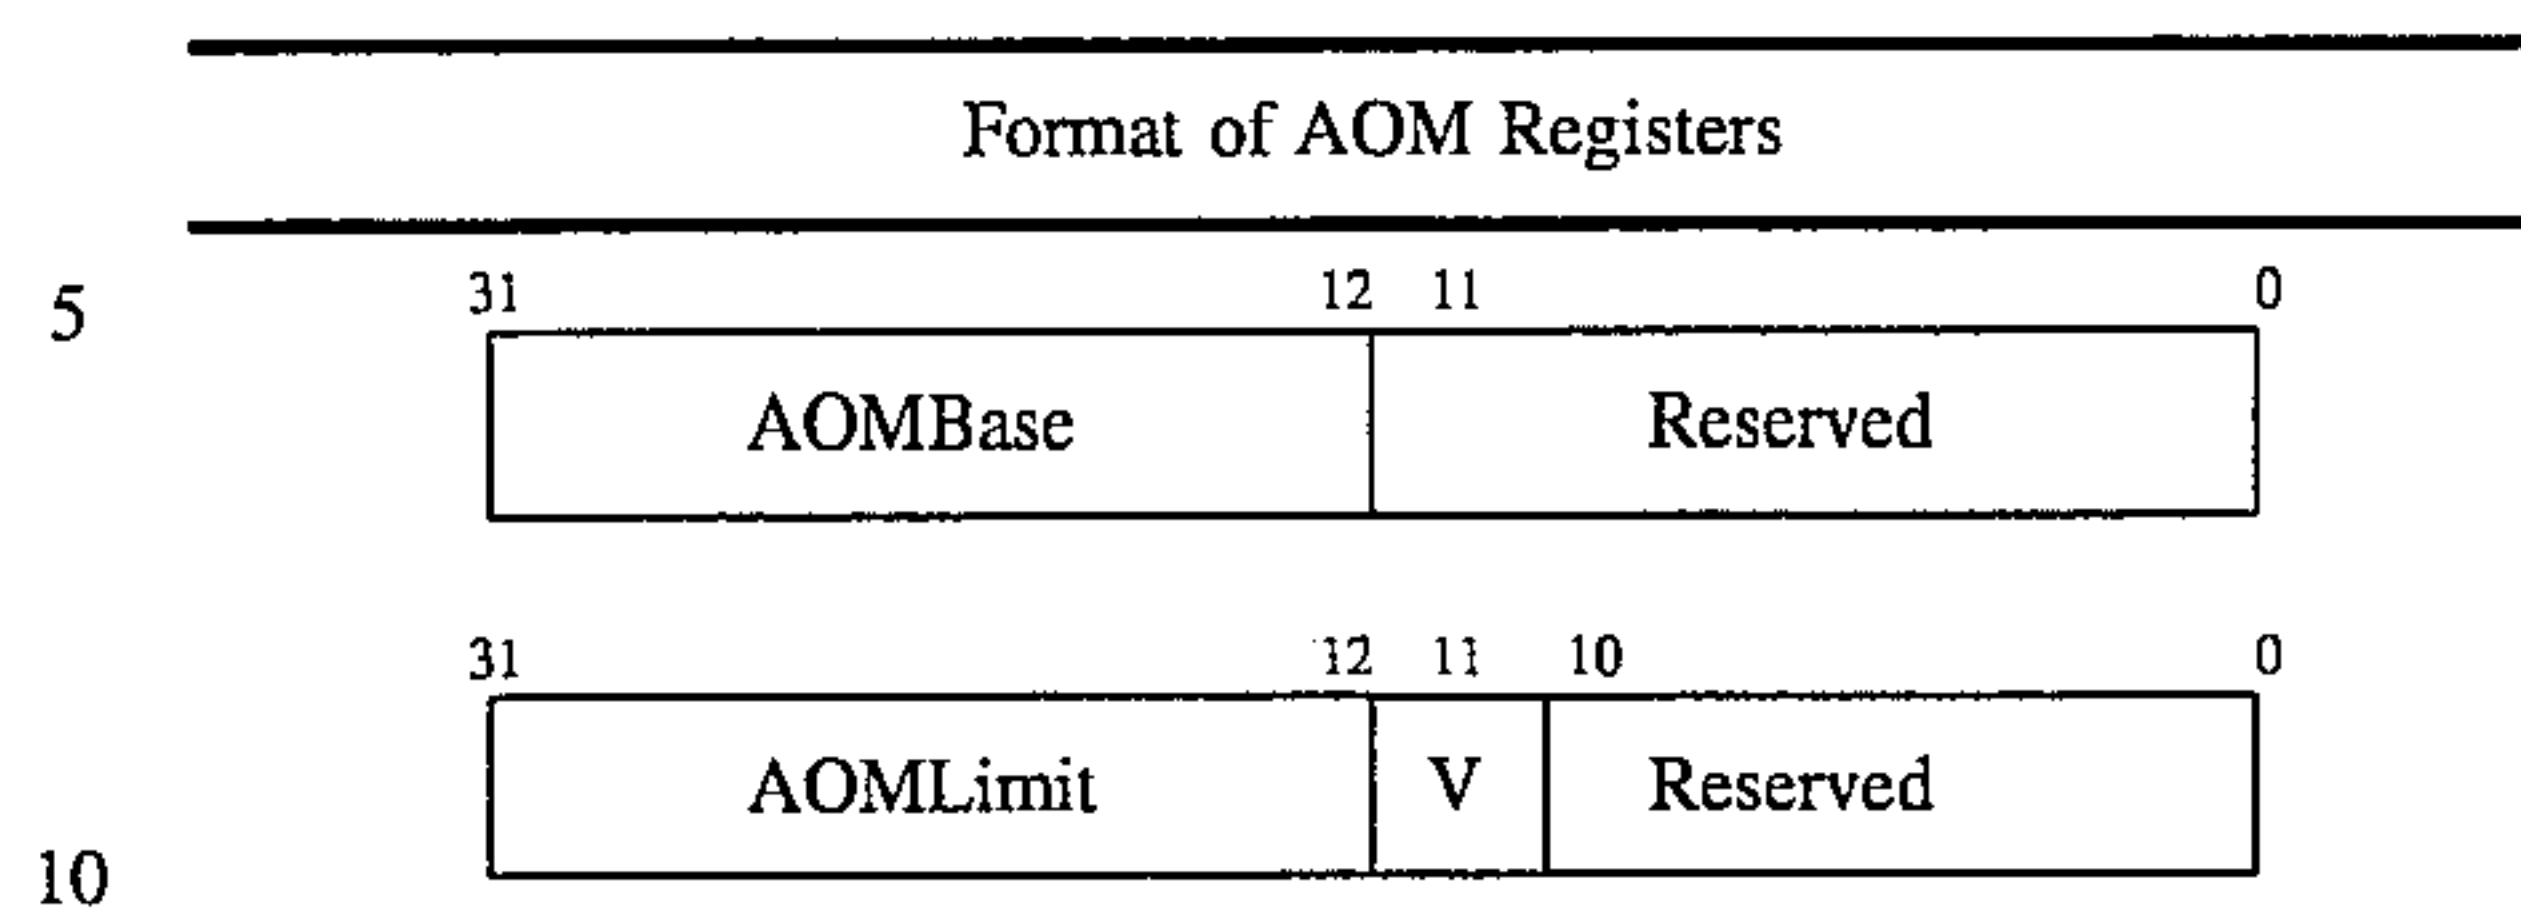 Format of AOM Registers
5 31 12 11 0
AOMBase Reserved
31 12 11 10 0
AOMLimit V Reserved
10